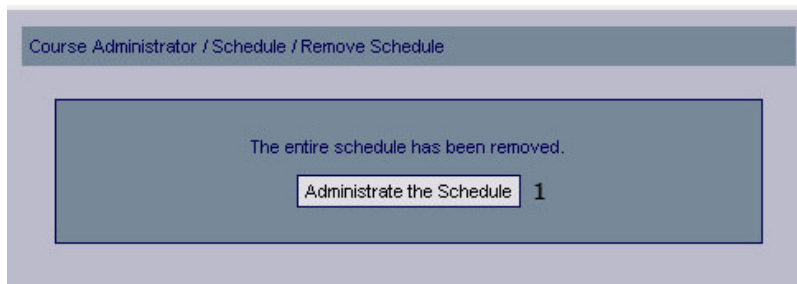 Course Administrator / Schedule / Remove Schedule
The entire schedule has been removed.
Administrate the Schedule 1